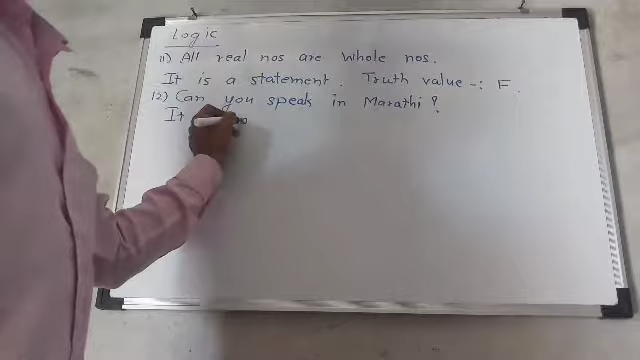 Logic
11) All real nos are whole nos.
It is a statement. Truth value -: F.
12) Can you speak in Marathi?
It